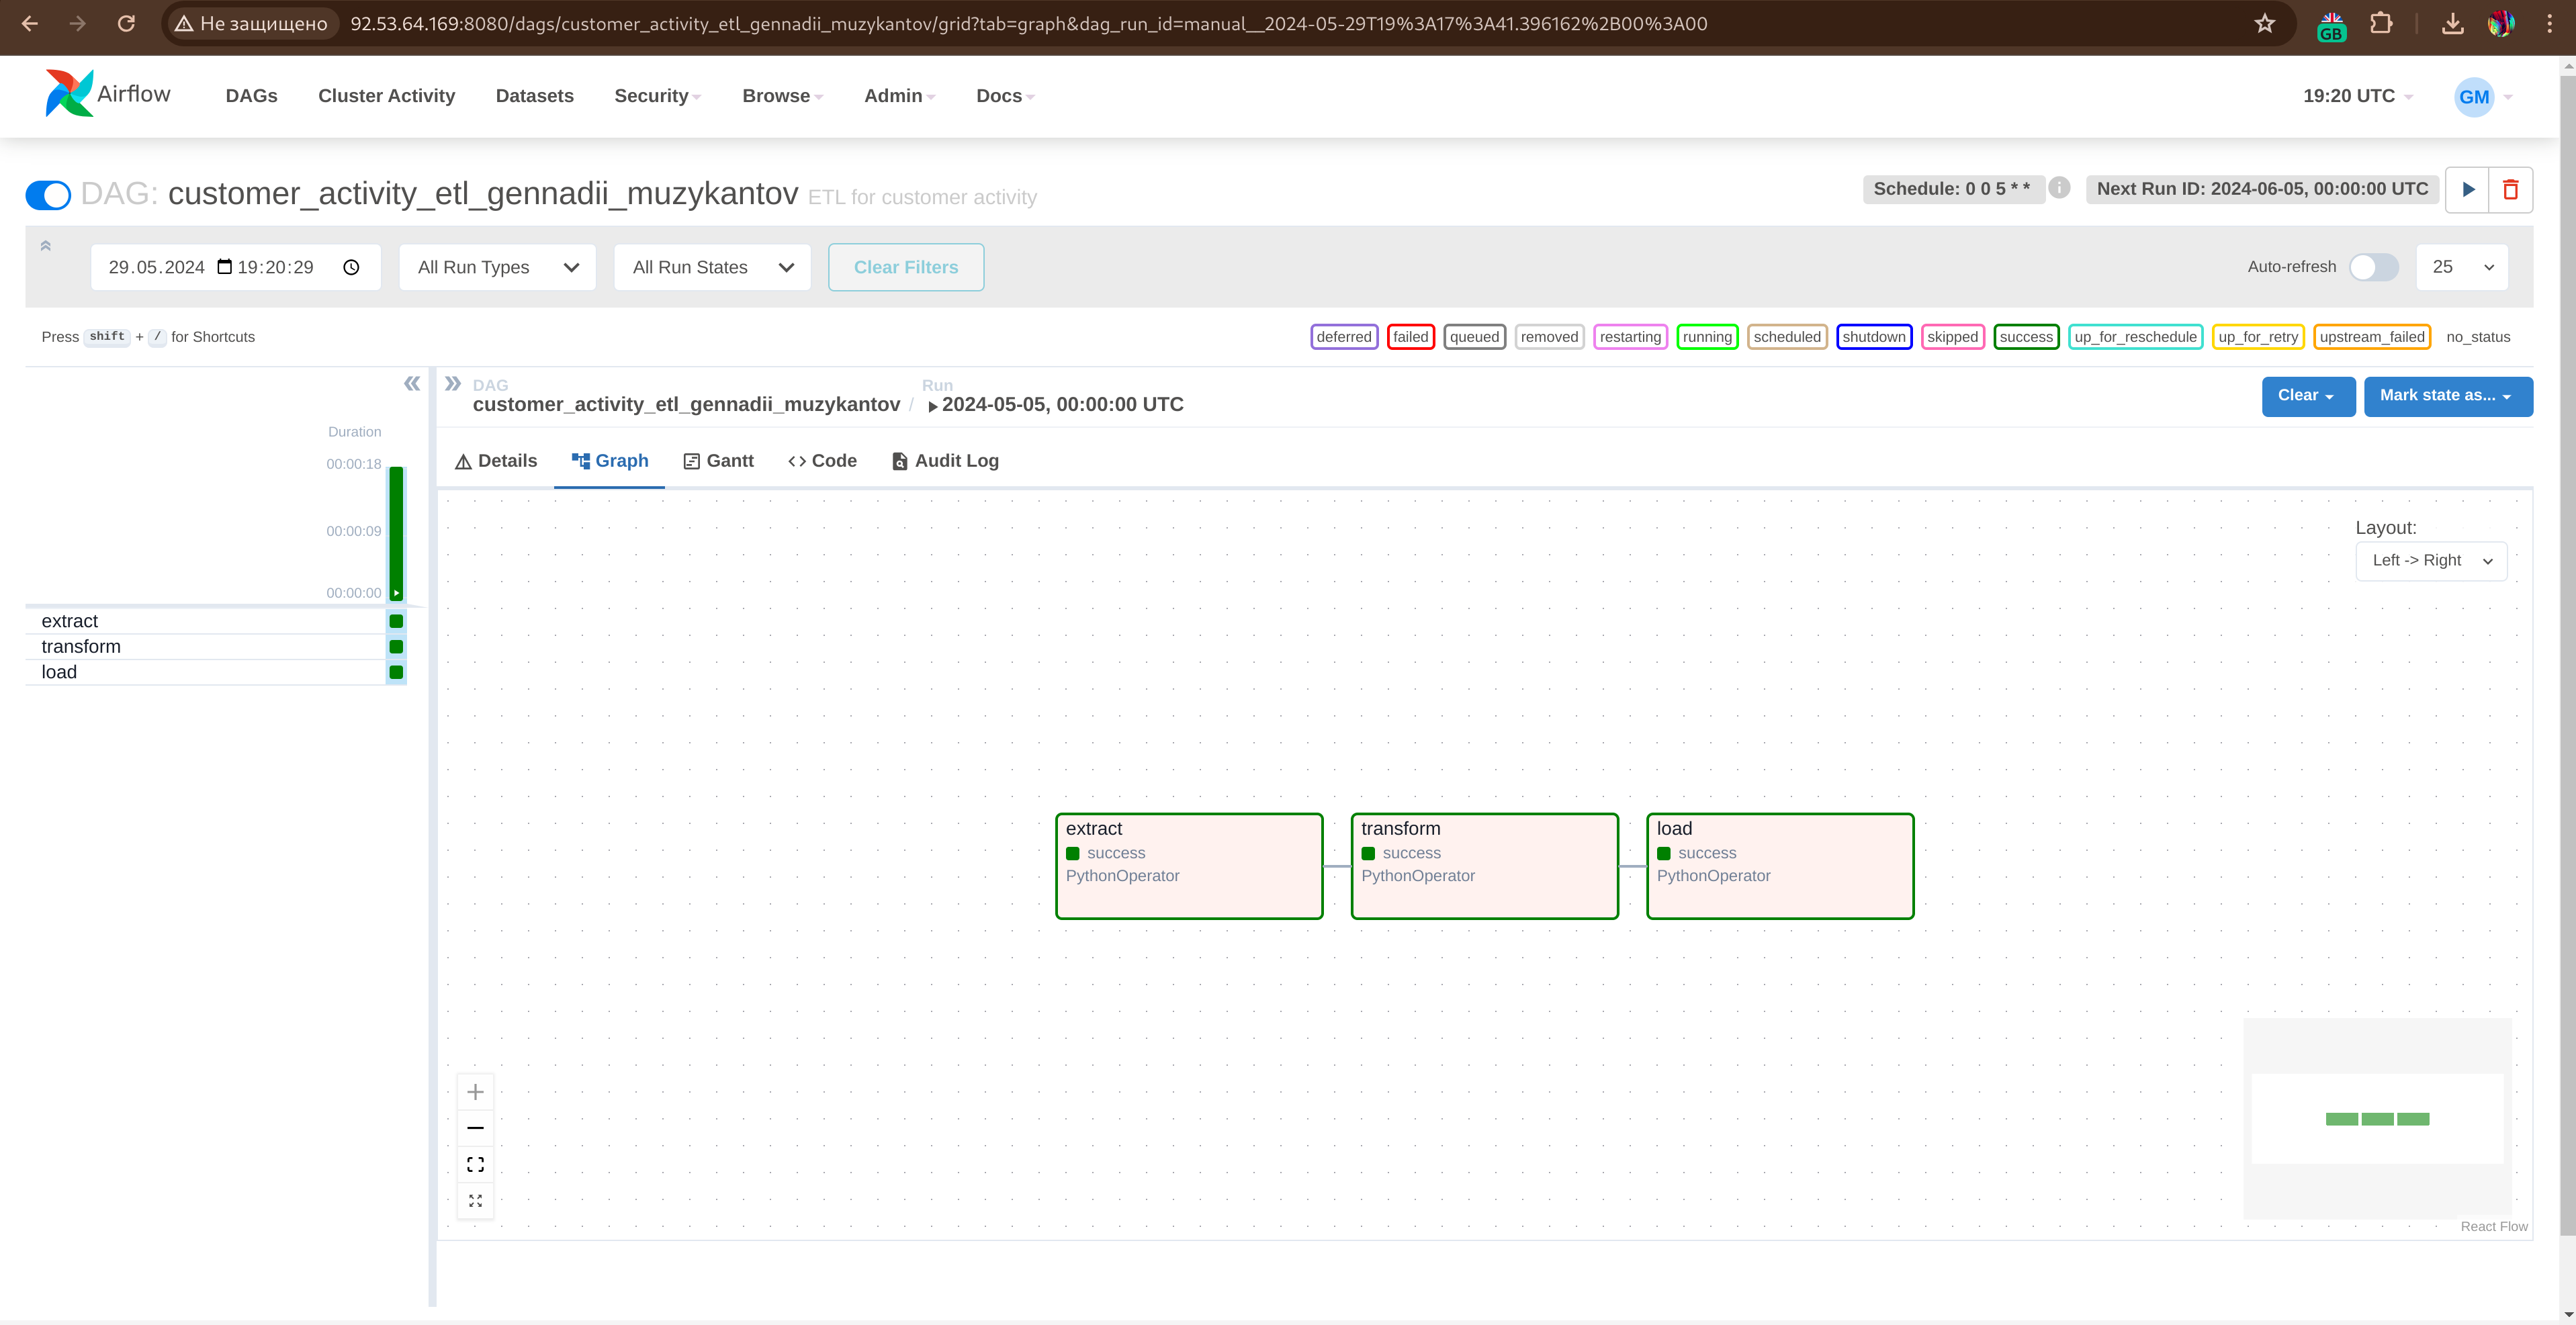 Не защищено 92.53.64.169:8080/dags/customer_activity_etl_gennadii_muzykantov/grid?tab=graph&dag_run_id=manual__2024-05-29T19%3A17%3A41.396162%2B00%3A00
GB
Airflow DAGs Cluster Activity Datasets Security Browse Admin Docs 19:20 UTC GM
DAG: customer_activity_etl_gennadii_muzykantov ETL for customer activity Schedule: 0 0 5 * * Next Run ID: 2024-06-05, 00:00:00 UTC
29.05.2024 19:20:29 All Run Types All Run States Clear Filters Auto-refresh 25
Press shift + / for Shortcuts deferred failed queued removed restarting running scheduled shutdown skipped success up_for_reschedule up_for_retry upstream_failed no_status
DAG Run
customer_activity_etl_gennadii_muzykantov / 2024-05-05, 00:00:00 UTC Clear Mark state as...
Duration
Details Graph Gantt Code Audit Log
00:00:18
00:00:09
00:00:00
extract
transform
load
Layout:
Left -> Right
extract
success
PythonOperator
transform
success
PythonOperator
load
success
PythonOperator
React Flow